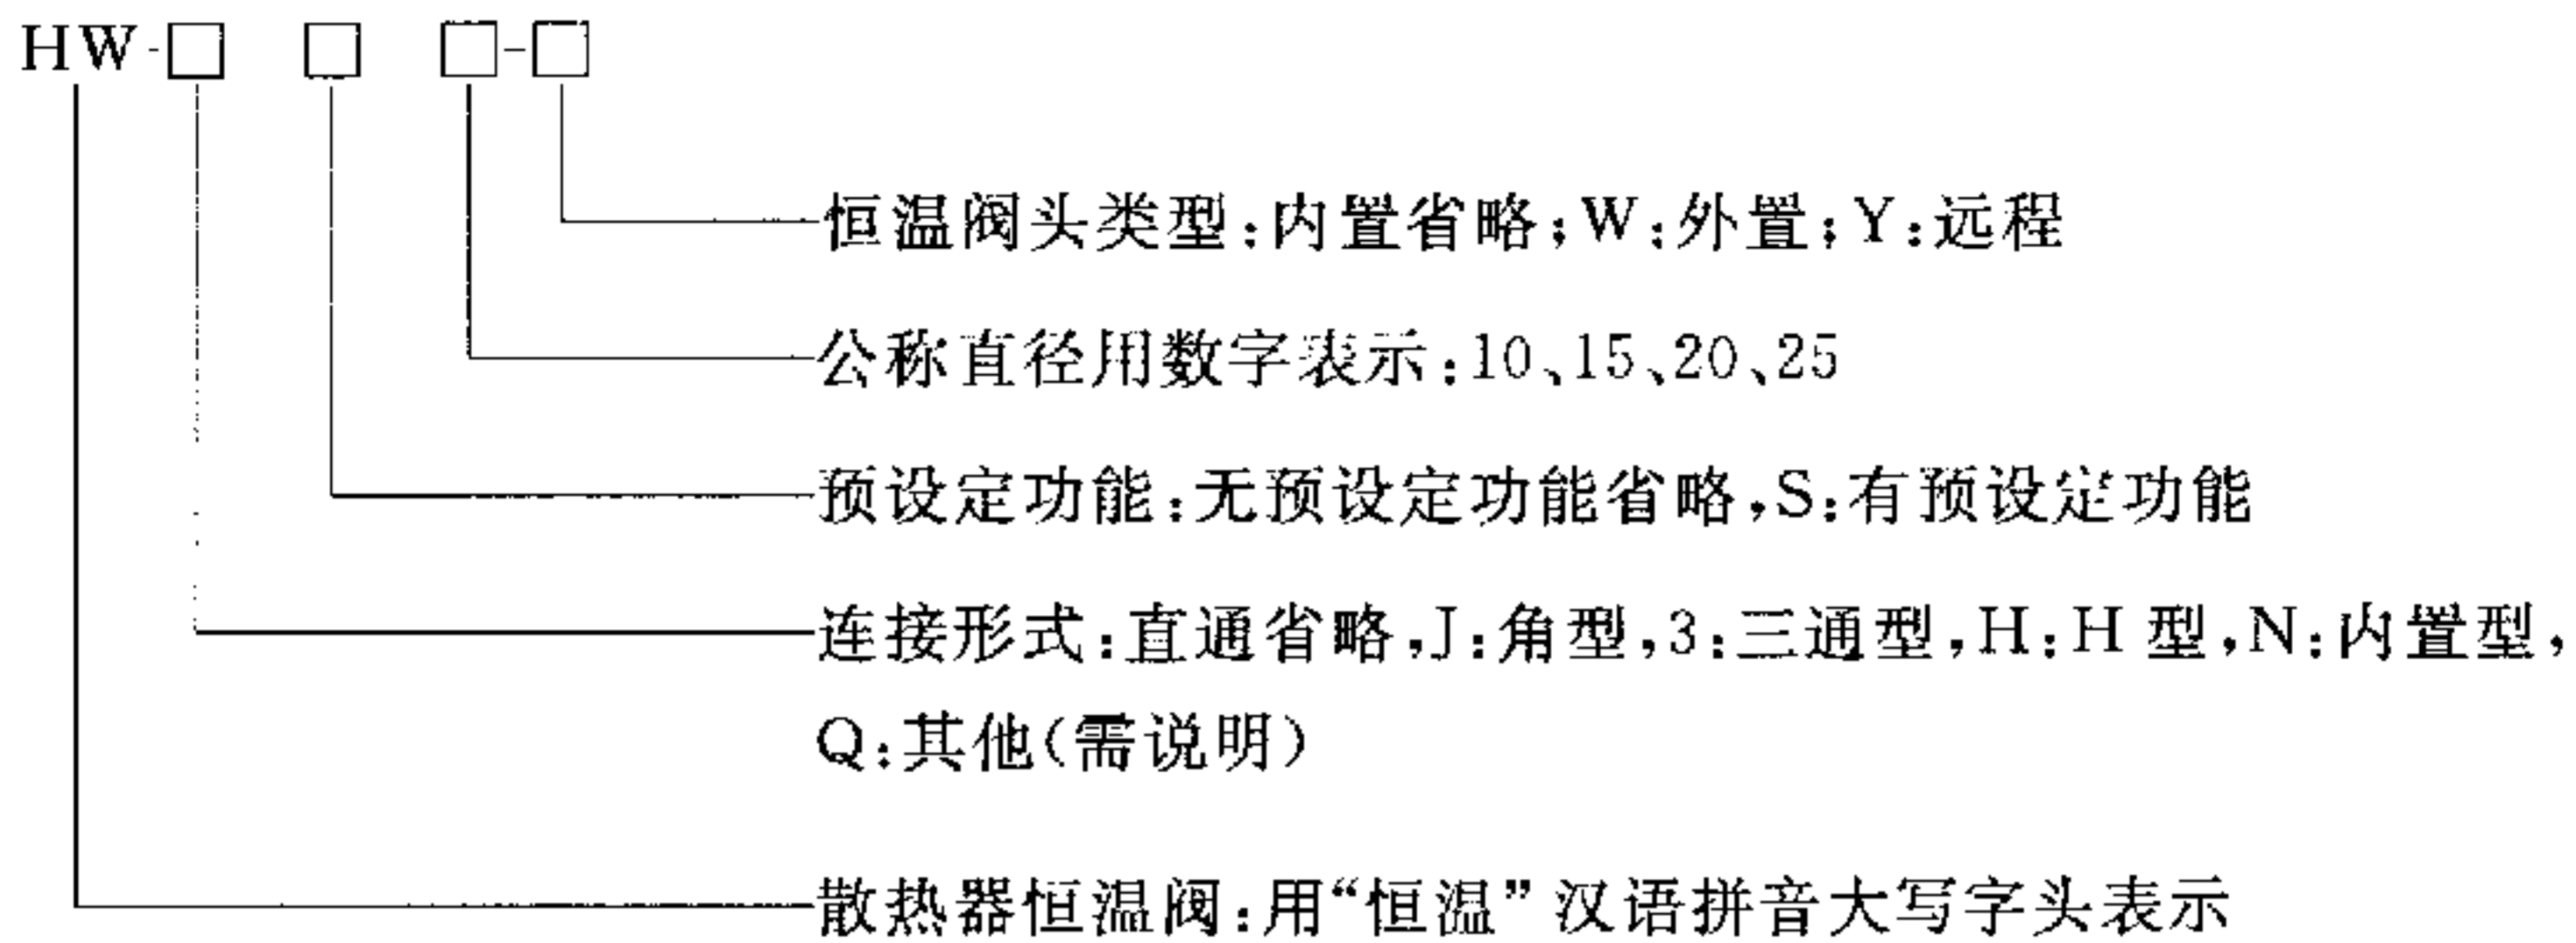 HW-□ □ □-□
恒温阀头类型:内置省略;W:外置;Y:远程
公称直径用数字表示:10、15、20、25
预设定功能:无预设定功能省略,S:有预设定功能
连接形式:直通省略,J:角型,3:三通型,H:H 型,N:内置型,
Q:其他(需说明)
散热器恒温阀:用“恒温”汉语拼音大写字头表示